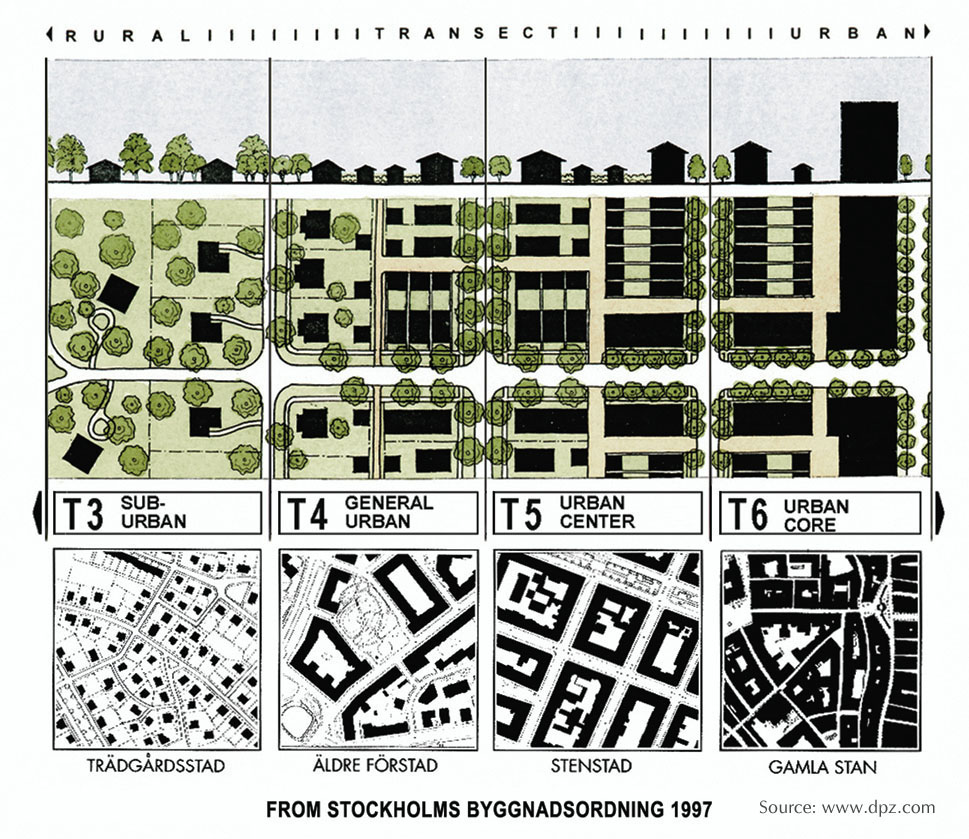 RURAL I I I I I I I I TRANSECT I I I I I I I I I I I URBAN
T3 SUB-
URBAN
T4 GENERAL
URBAN
T5 URBAN
CENTER
T6 URBAN
CORE
TRÄDGÅRDSSTAD
ÄLDRE FÖRSTAD
STENSTAD
GAMLA STAN
FROM STOCKHOLMS BYGGNADSORDNING 1997
Source: www.dpz.com